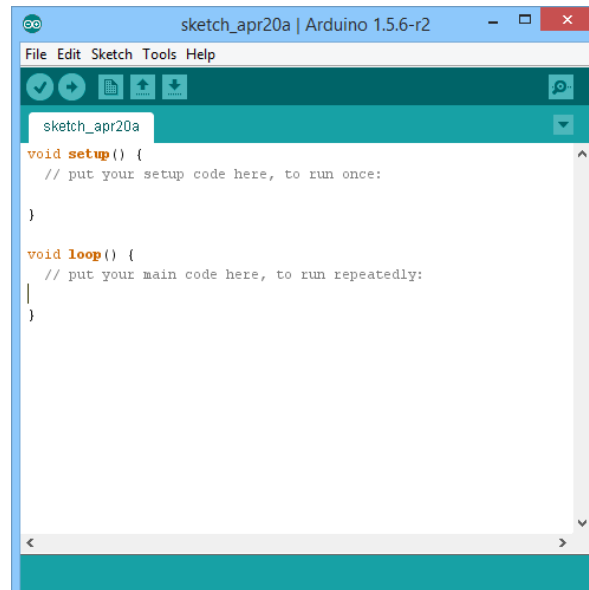 sketch_apr20a | Arduino 1.5.6-r2
File Edit Sketch Tools Help
sketch_apr20a
void setup() {
  // put your setup code here, to run once:
}
void loop() {
  // put your main code here, to run repeatedly:
}